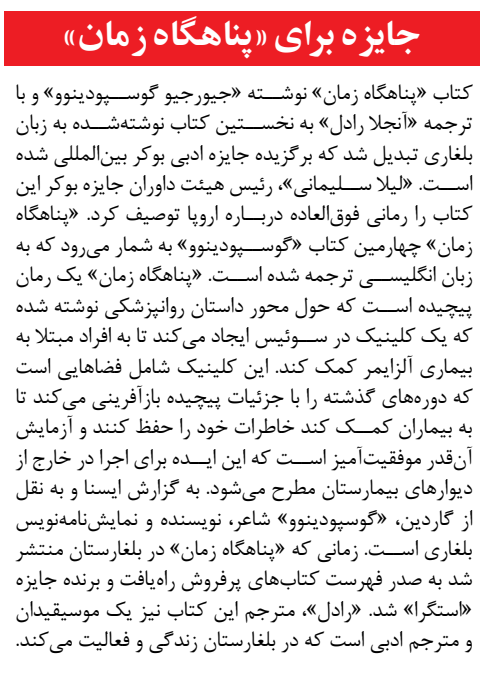 جایزه برای «پناهگاه زمان»
کتاب «پناهگاه زمان» نوشته «جیورجیو گوسپودینوو» و با
ترجمه «آنجلا رادل» به نخستین کتاب نوشته‌شده به زبان
بلغاری تبدیل شد که برگزیده جایزه ادبی بوکر بین‌المللی شده
است. «لیلا سلیمانی»، رئیس هیئت داوران جایزه بوکر این
کتاب را رمانی فوق‌العاده درباره اروپا توصیف کرد. «پناهگاه
زمان» چهارمین کتاب «گوسپودینوو» به شمار می‌رود که به
زبان انگلیسی ترجمه شده است. «پناهگاه زمان» یک رمان
پیچیده است که حول محور داستان روانپزشکی نوشته شده
که یک کلینیک در سوئیس ایجاد می‌کند تا به افراد مبتلا به
بیماری آلزایمر کمک کند. این کلینیک شامل فضاهایی است
که دوره‌های گذشته را با جزئیات پیچیده بازآفرینی می‌کند تا
به بیماران کمک کند خاطرات خود را حفظ کنند و آزمایش
آن‌قدر موفقیت‌آمیز است که این ایده برای اجرا در خارج از
دیوارهای بیمارستان مطرح می‌شود. به گزارش ایسنا و به نقل
از گاردین، «گوسپودینوو» شاعر، نویسنده و نمایش‌نامه‌نویس
بلغاری است. زمانی که «پناهگاه زمان» در بلغارستان منتشر
شد به صدر فهرست کتاب‌های پرفروش راه‌یافت و برنده جایزه
«استگرا» شد. «رادل»، مترجم این کتاب نیز یک موسیقیدان
و مترجم ادبی است که در بلغارستان زندگی و فعالیت می‌کند.